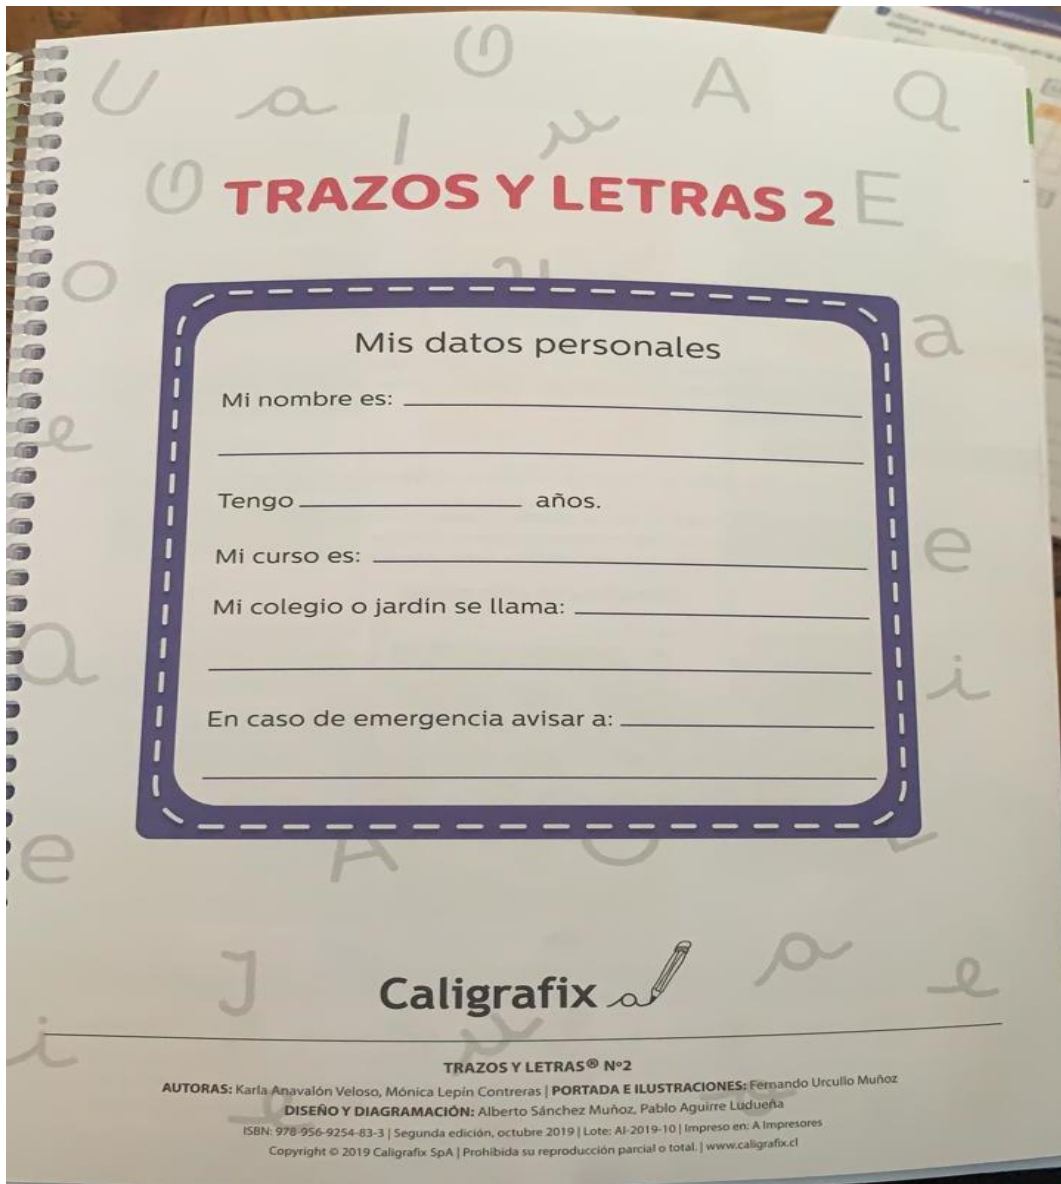 TRAZOS Y LETRAS 2
Mis datos personales
Mi nombre es:
Tengo años.
Mi curso es:
Mi colegio o jardín se llama:
En caso de emergencia avisar a:
Caligrafix
TRAZOS Y LETRAS® Nº2
AUTORAS: Karla Anavalón Veloso, Mónica Lepin Contreras | PORTADA E ILUSTRACIONES: Fernando Urcullo Muñoz
DISEÑO Y DIAGRAMACIÓN: Alberto Sánchez Muñoz, Pablo Aguirre Ludueña
ISBN: 978-956-9254-83-3 | Segunda edición, octubre 2019 | Lote: AI-2019-10 | Impreso en: A Impresores
Copyright © 2019 Caligrafix SpA | Prohibida su reproducción parcial o total. | www.caligrafix.cl